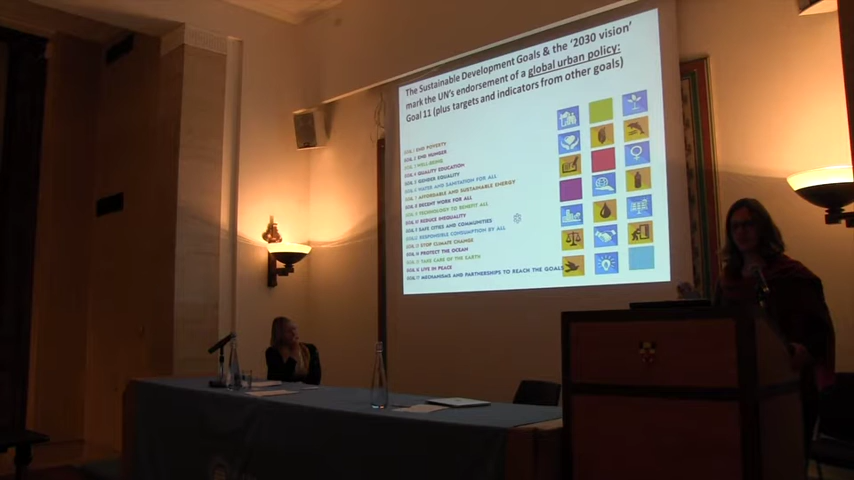 The Sustainable Development Goals & the '2030 vision'
mark the UN's endorsement of a global urban policy:
Goal 11 (plus targets and indicators from other goals)
GOAL 1 END POVERTY
GOAL 2 END HUNGER
GOAL 3 WELL-BEING
GOAL 4 QUALITY EDUCATION
GOAL 5 GENDER EQUALITY
GOAL 6 WATER AND SANITATION FOR ALL
GOAL 7 AFFORDABLE AND SUSTAINABLE ENERGY
GOAL 8 DECENT WORK FOR ALL
GOAL 9 TECHNOLOGY TO BENEFIT ALL
GOAL 10 REDUCE INEQUALITY
GOAL 11 SAFE CITIES AND COMMUNITIES
GOAL 12 RESPONSIBLE CONSUMPTION BY ALL
GOAL 13 STOP CLIMATE CHANGE
GOAL 14 PROTECT THE OCEAN
GOAL 15 TAKE CARE OF THE EARTH
GOAL 16 LIVE IN PEACE
GOAL 17 MECHANISMS AND PARTNERSHIPS TO REACH THE GOALS